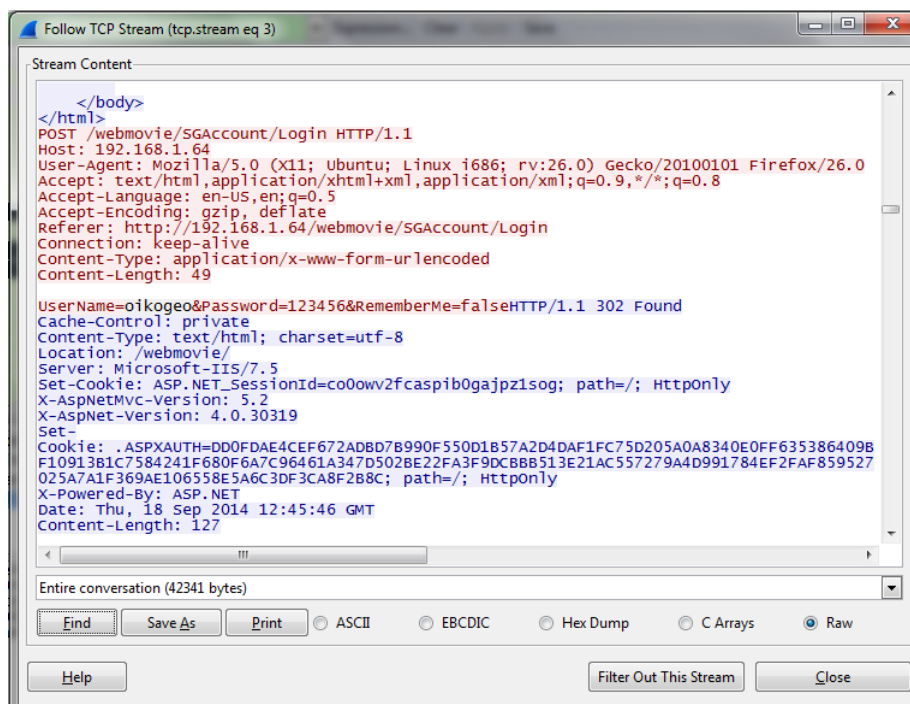 Follow TCP Stream (tcp.stream eq 3)
Stream Content
</body>
</html>
POST /webmovie/SGAccount/Login HTTP/1.1
Host: 192.168.1.64
User-Agent: Mozilla/5.0 (X11; Ubuntu; Linux i686; rv:26.0) Gecko/20100101 Firefox/26.0
Accept: text/html,application/xhtml+xml,application/xml;q=0.9,*/*;q=0.8
Accept-Language: en-US,en;q=0.5
Accept-Encoding: gzip, deflate
Referer: http://192.168.1.64/webmovie/SGAccount/Login
Connection: keep-alive
Content-Type: application/x-www-form-urlencoded
Content-Length: 49
UserName=oikogeo&Password=123456&RememberMe=falseHTTP/1.1 302 Found
Cache-Control: private
Content-Type: text/html; charset=utf-8
Location: /webmovie/
Server: Microsoft-IIS/7.5
Set-Cookie: ASP.NET_SessionId=co0owv2fcaspib0gajpz1sog; path=/; HttpOnly
X-AspNetMvc-Version: 5.2
X-AspNet-Version: 4.0.30319
Set-
Cookie: .ASPXAUTH=DD0FDAE4CEF672ADBD7B990F550D1B57A2D4DAF1FC75D205A0A8340E0FF635386409B
F10913B1C7584241F680F6A7C96461A347D502BE22FA3F9DCBBB513E21AC557279A4D991784EF2FAF859527
025A7A1F369AE106558E5A6C3DF3CA8F2B8C; path=/; HttpOnly
X-Powered-By: ASP.NET
Date: Thu, 18 Sep 2014 12:45:46 GMT
Content-Length: 127
Entire conversation (42341 bytes)
Find Save As Print ASCII EBCDIC Hex Dump C Arrays Raw
Help Filter Out This Stream Close